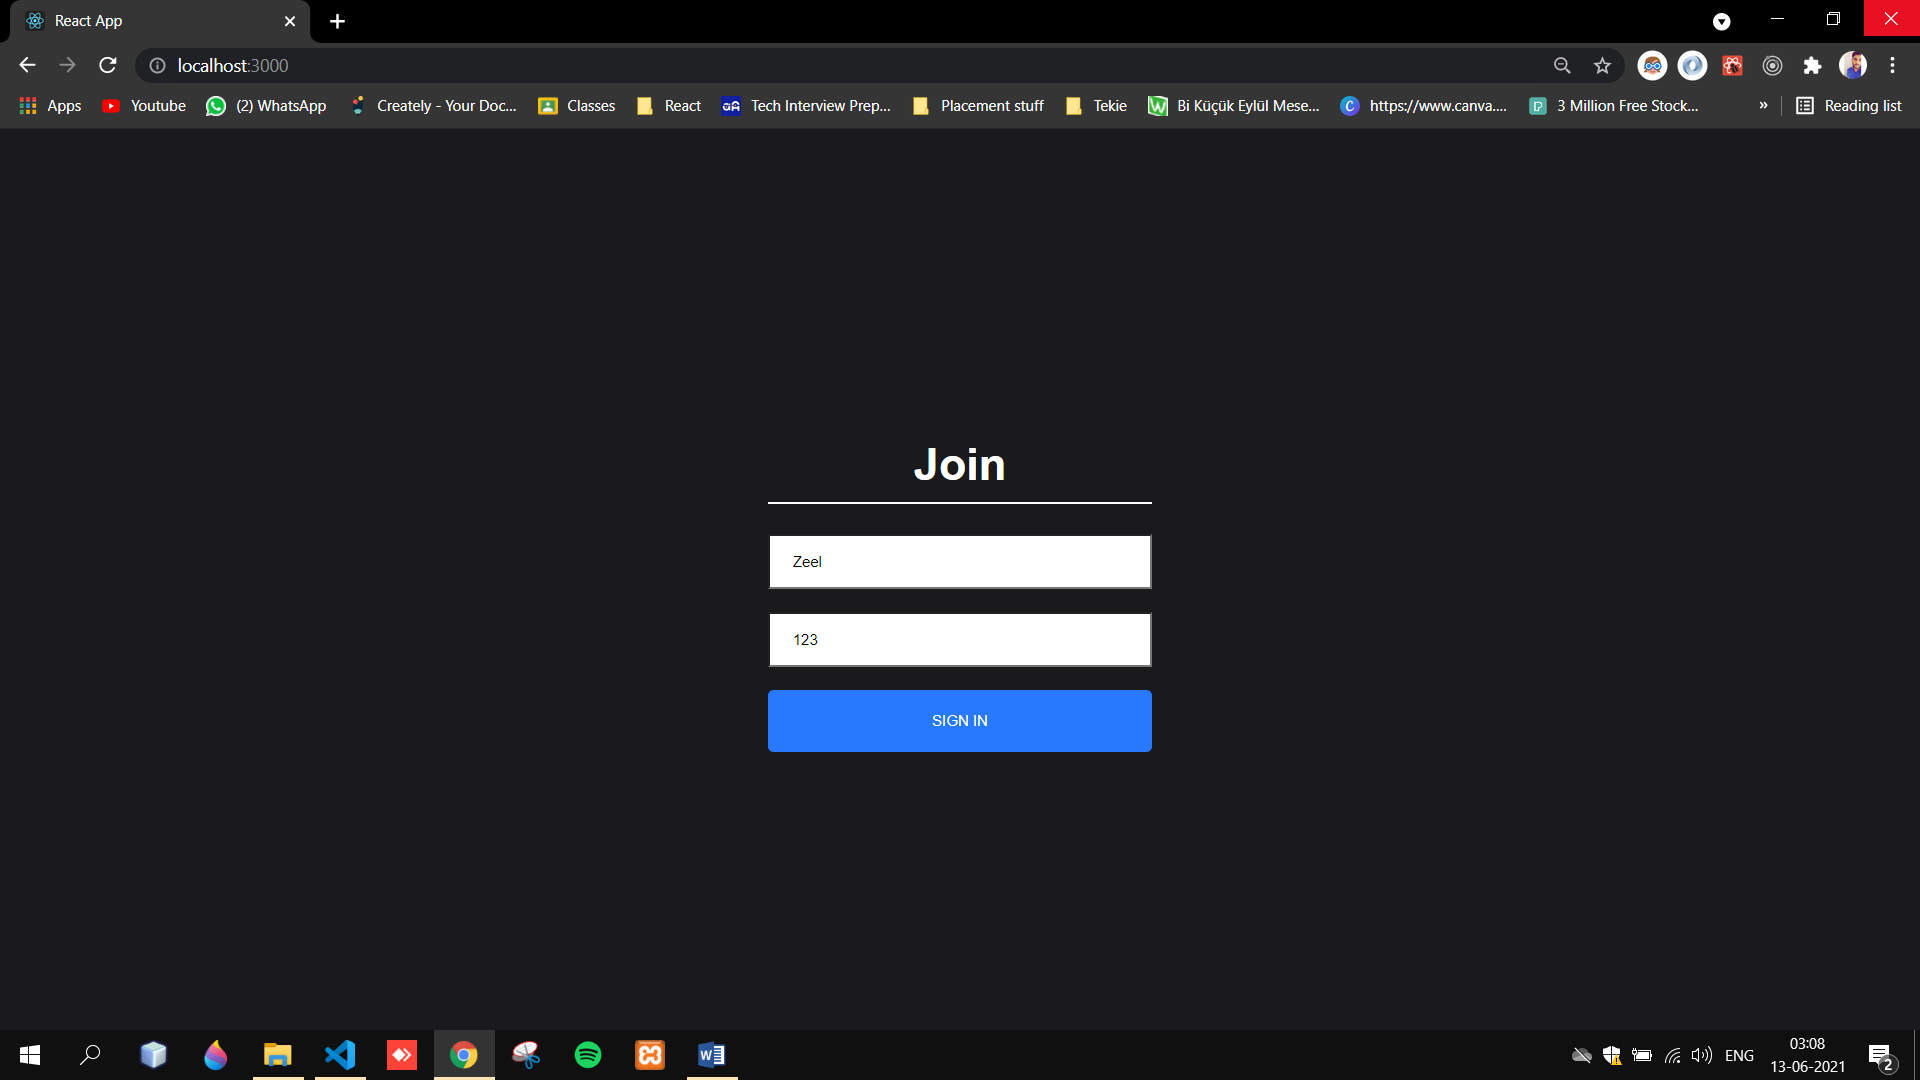 React App
localhost:3000
Apps Youtube (2) WhatsApp Creately - Your Doc... Classes React Tech Interview Prep... Placement stuff Tekie Bi Küçük Eylül Mese... https://www.canva.... 3 Million Free Stock... » Reading list
Join
Zeel
123
SIGN IN
ENG
03:08
13-06-2021
2